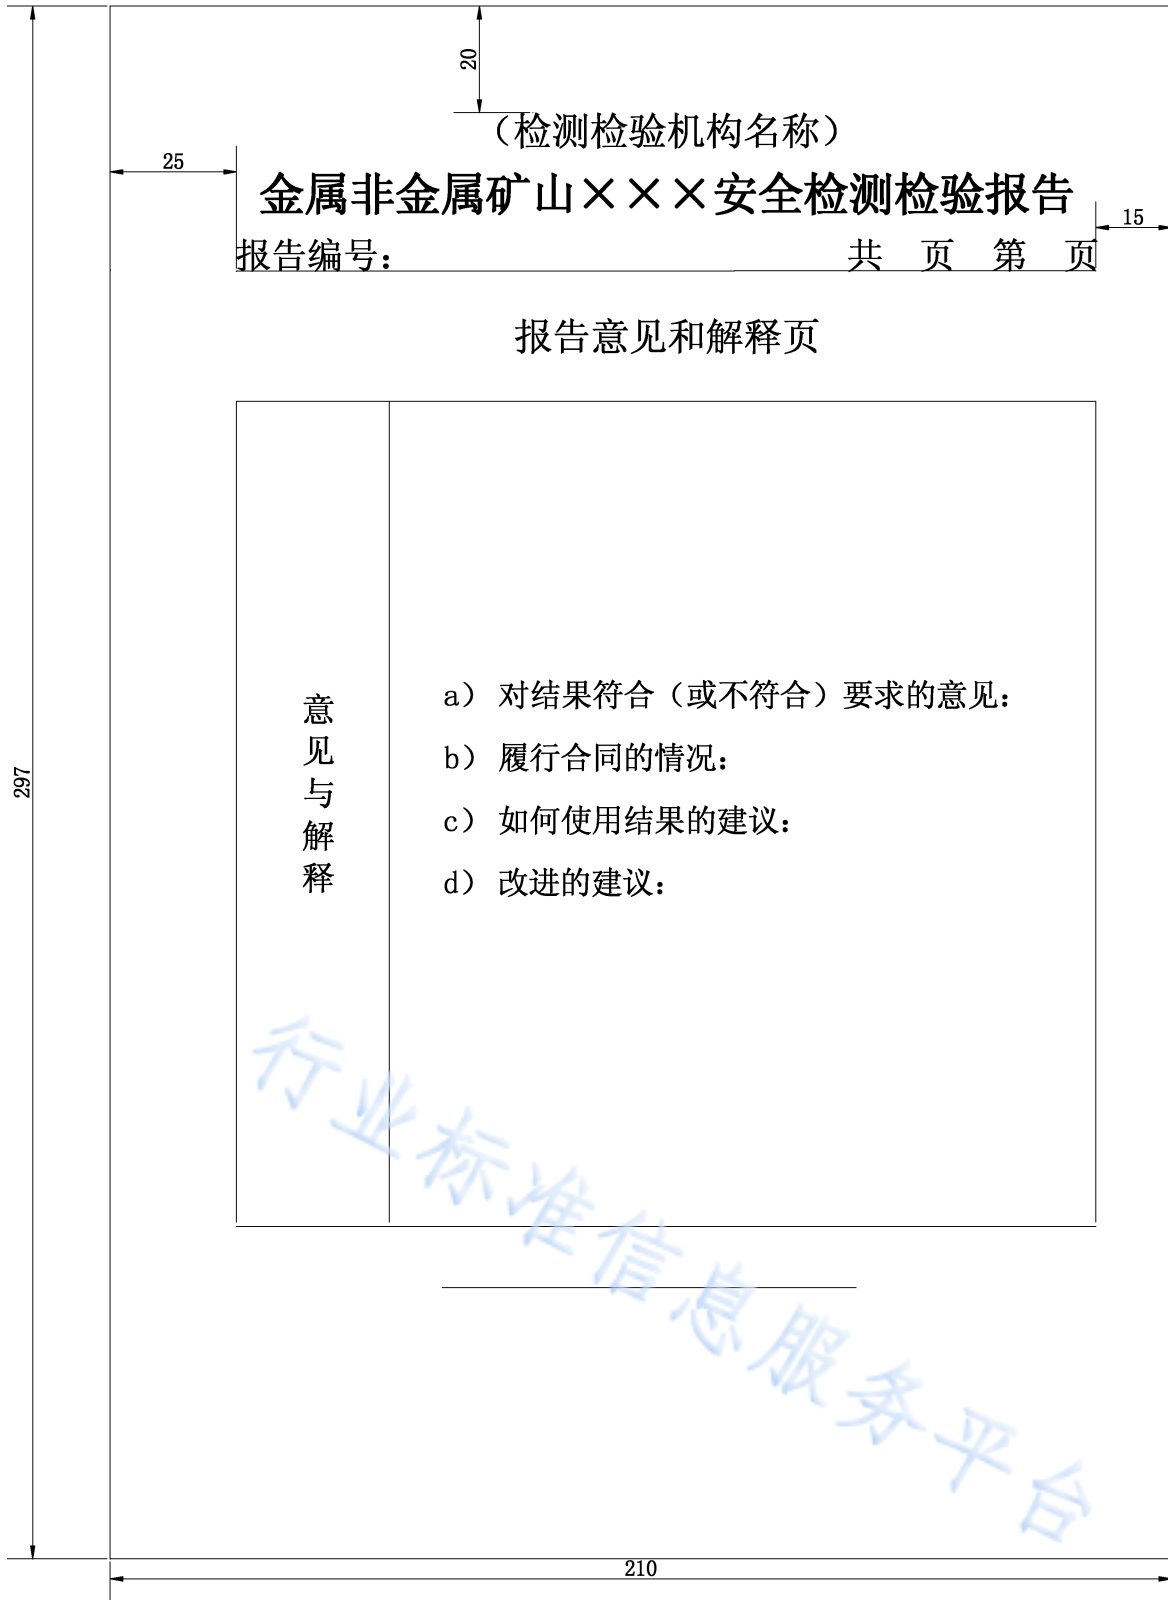 20
（检测检验机构名称）
25
金属非金属矿山×××安全检测检验报告
15
报告编号： 共 页 第 页
报告意见和解释页
意见与解释
a） 对结果符合（或不符合）要求的意见：
b） 履行合同的情况：
c） 如何使用结果的建议：
d） 改进的建议：
297
行业标准信息服务平台
210